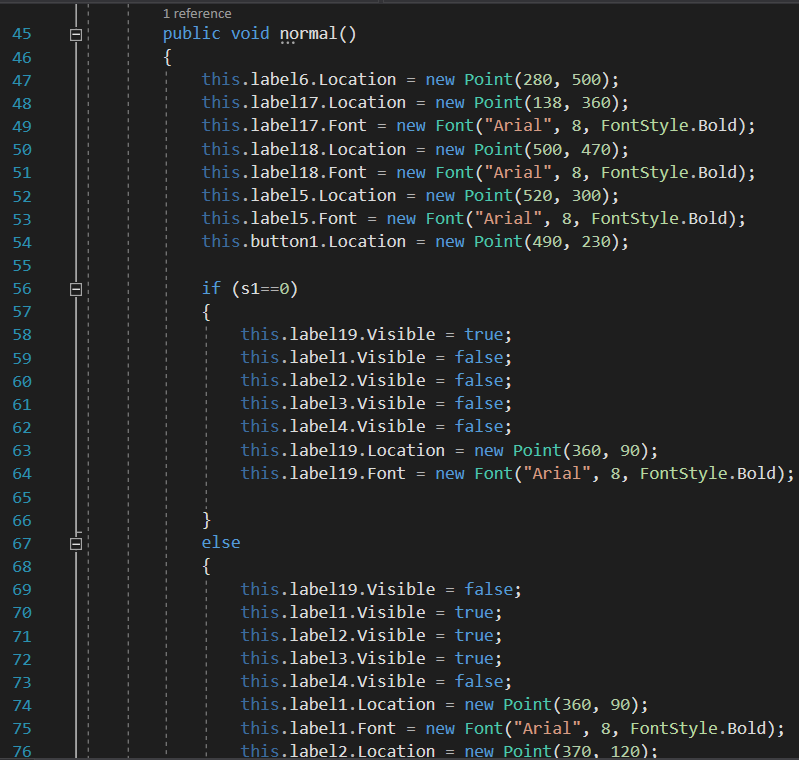 1 reference
45 public void normal()
46 {
47 this.label6.Location = new Point(280, 500);
48 this.label17.Location = new Point(138, 360);
49 this.label17.Font = new Font("Arial", 8, FontStyle.Bold);
50 this.label18.Location = new Point(500, 470);
51 this.label18.Font = new Font("Arial", 8, FontStyle.Bold);
52 this.label5.Location = new Point(520, 300);
53 this.label5.Font = new Font("Arial", 8, FontStyle.Bold);
54 this.button1.Location = new Point(490, 230);
55
56 if (s1==0)
57 {
58 this.label19.Visible = true;
59 this.label1.Visible = false;
60 this.label2.Visible = false;
61 this.label3.Visible = false;
62 this.label4.Visible = false;
63 this.label19.Location = new Point(360, 90);
64 this.label19.Font = new Font("Arial", 8, FontStyle.Bold);
65
66 }
67 else
68 {
69 this.label19.Visible = false;
70 this.label1.Visible = true;
71 this.label2.Visible = true;
72 this.label3.Visible = true;
73 this.label4.Visible = false;
74 this.label1.Location = new Point(360, 90);
75 this.label1.Font = new Font("Arial", 8, FontStyle.Bold);
76 this.label2.Location = new Point(370, 120);